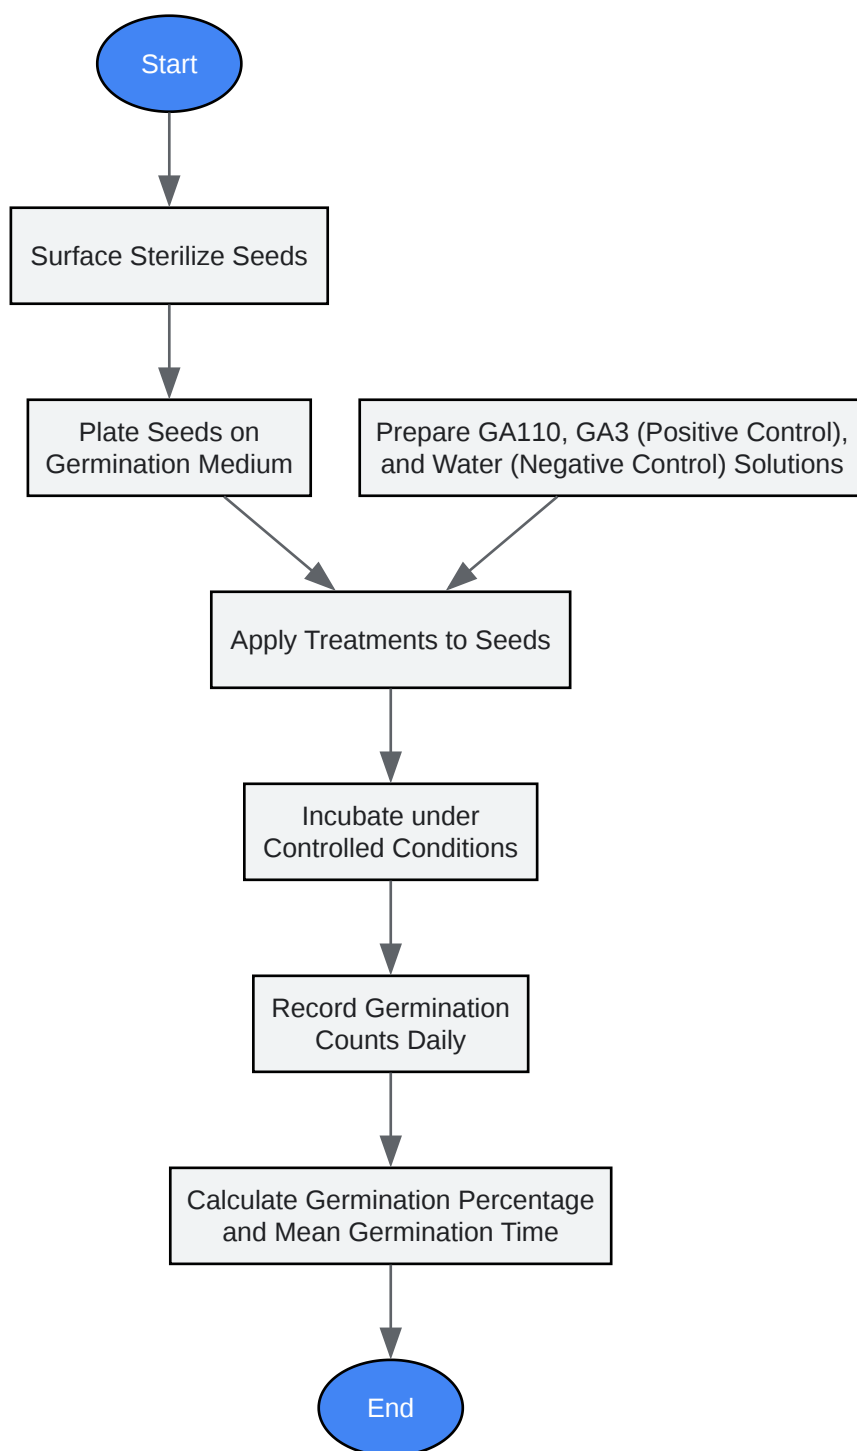 Start
Surface Sterilize Seeds
Plate Seeds on
Germination Medium
Prepare GA110, GA3 (Positive Control),
and Water (Negative Control) Solutions
Apply Treatments to Seeds
Incubate under
Controlled Conditions
Record Germination
Counts Daily
Calculate Germination Percentage
and Mean Germination Time
End